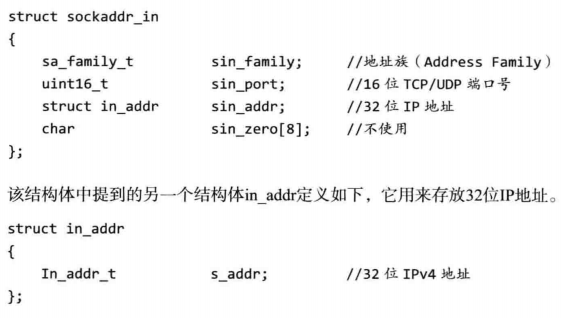 struct sockaddr_in
{
sa_family_t sin_family; //地址族（Address Family）
uint16_t sin_port; //16 位 TCP/UDP 端口号
struct in_addr sin_addr; //32 位 IP 地址
char sin_zero[8]; //不使用
};
该结构体中提到的另一个结构体in_addr定义如下，它用来存放32位IP地址。
struct in_addr
{
In_addr_t s_addr; //32 位 IPv4 地址
};